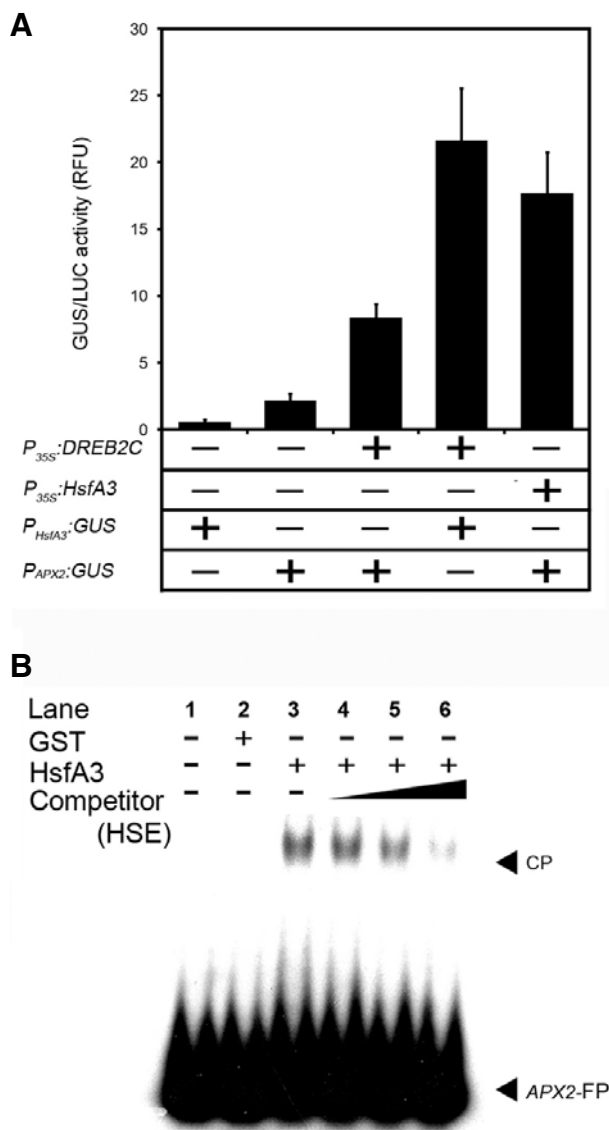 A
30
25
20
15
10
5
0
GUS/LUC activity (RFU)
P35S:DREB2C — — + + —
P35S:HsfA3 — — — — +
PHsfA3:GUS + — — + —
PAPX2:GUS — + + — +
B
Lane 1 2 3 4 5 6
GST - + - - - -
HsfA3 - - + + + +
Competitor - - -
(HSE)
CP
APX2-FP